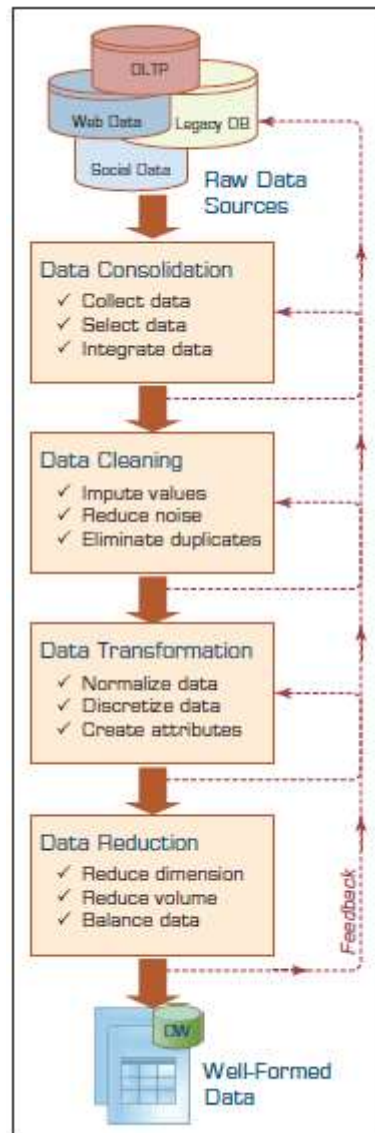 OLTP
Web Data
Legacy DB
Social Data
Raw Data
Sources
Data Consolidation
✓ Collect data
✓ Select data
✓ Integrate data
Data Cleaning
✓ Impute values
✓ Reduce noise
✓ Eliminate duplicates
Data Transformation
✓ Normalize data
✓ Discretize data
✓ Create attributes
Data Reduction
✓ Reduce dimension
✓ Reduce volume
✓ Balance data
Feedback
DW
Well-Formed
Data